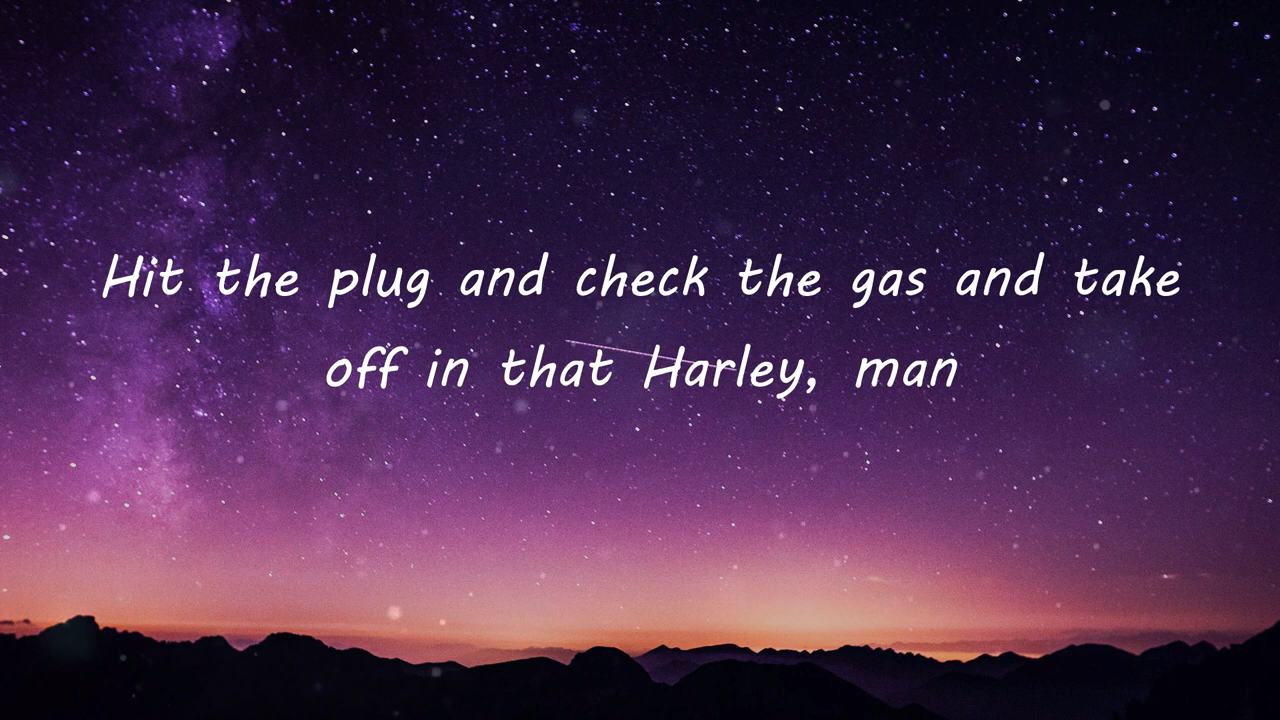 Hit the plug and check the gas and take
off in that Harley, man